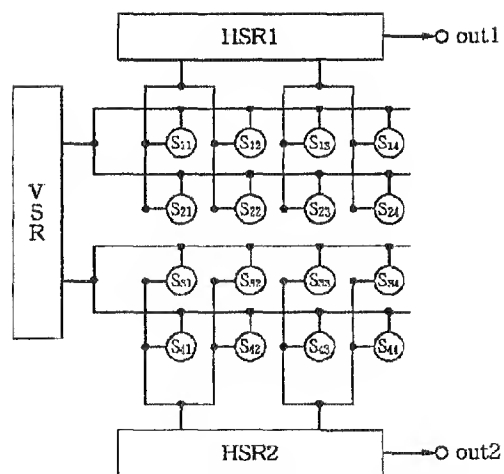 HSR1
out1
VSR
S11 S12 S13 S14
S21 S22 S23 S24
S31 S32 S33 S34
S41 S42 S43 S44
HSR2
out2